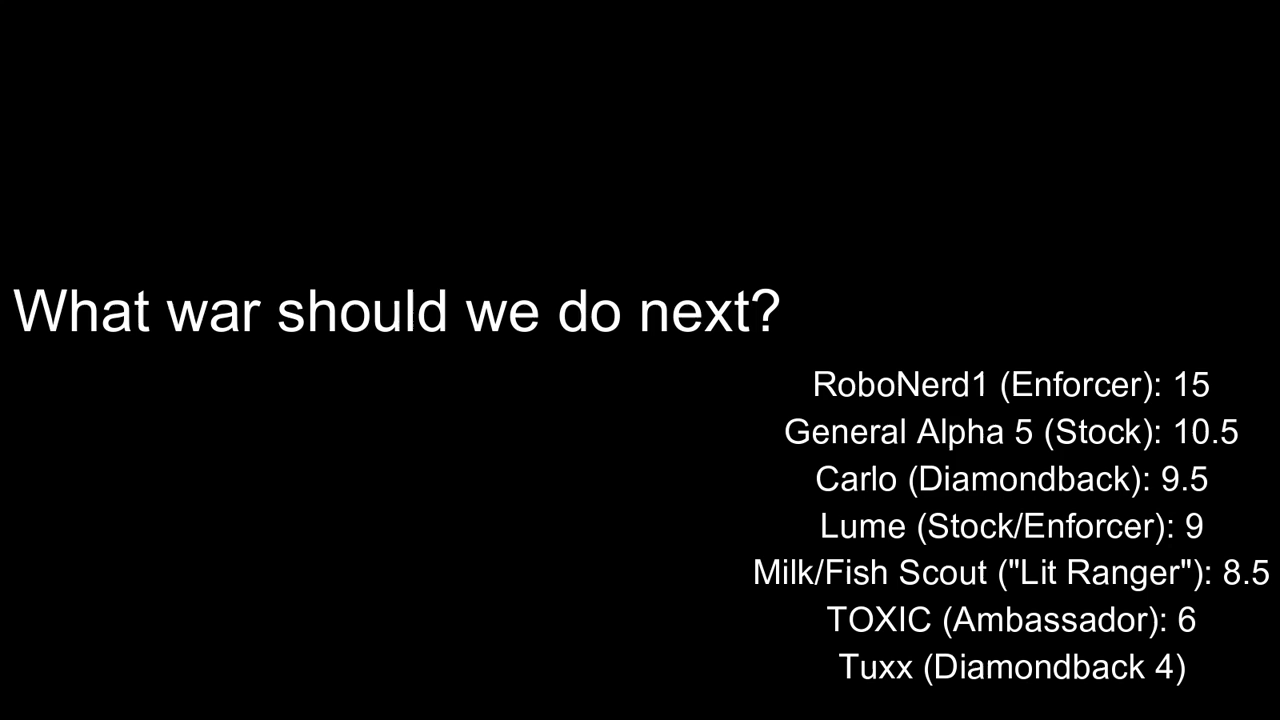 What war should we do next?
RoboNerd1 (Enforcer): 15
General Alpha 5 (Stock): 10.5
Carlo (Diamondback): 9.5
Lume (Stock/Enforcer): 9
Milk/Fish Scout ("Lit Ranger"): 8.5
TOXIC (Ambassador): 6
Tuxx (Diamondback 4)